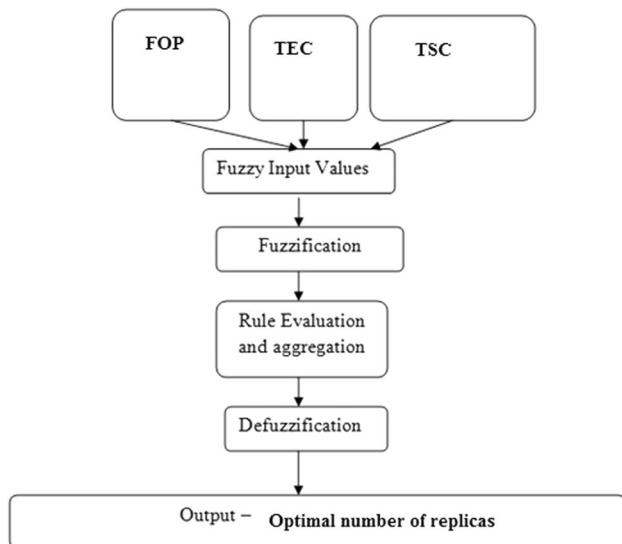 FOP
TEC
TSC
Fuzzy Input Values
Fuzzification
Rule Evaluation
and aggregation
Defuzzification
Output – Optimal number of replicas